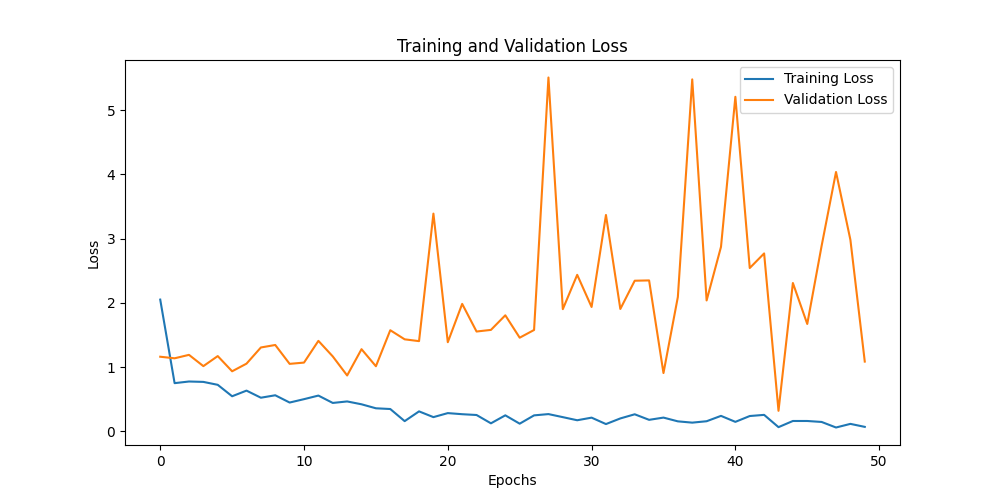 Training and Validation Loss
Training Loss
Validation Loss
5
4
3
2
1
0
Loss
0 10 20 30 40 50
Epochs